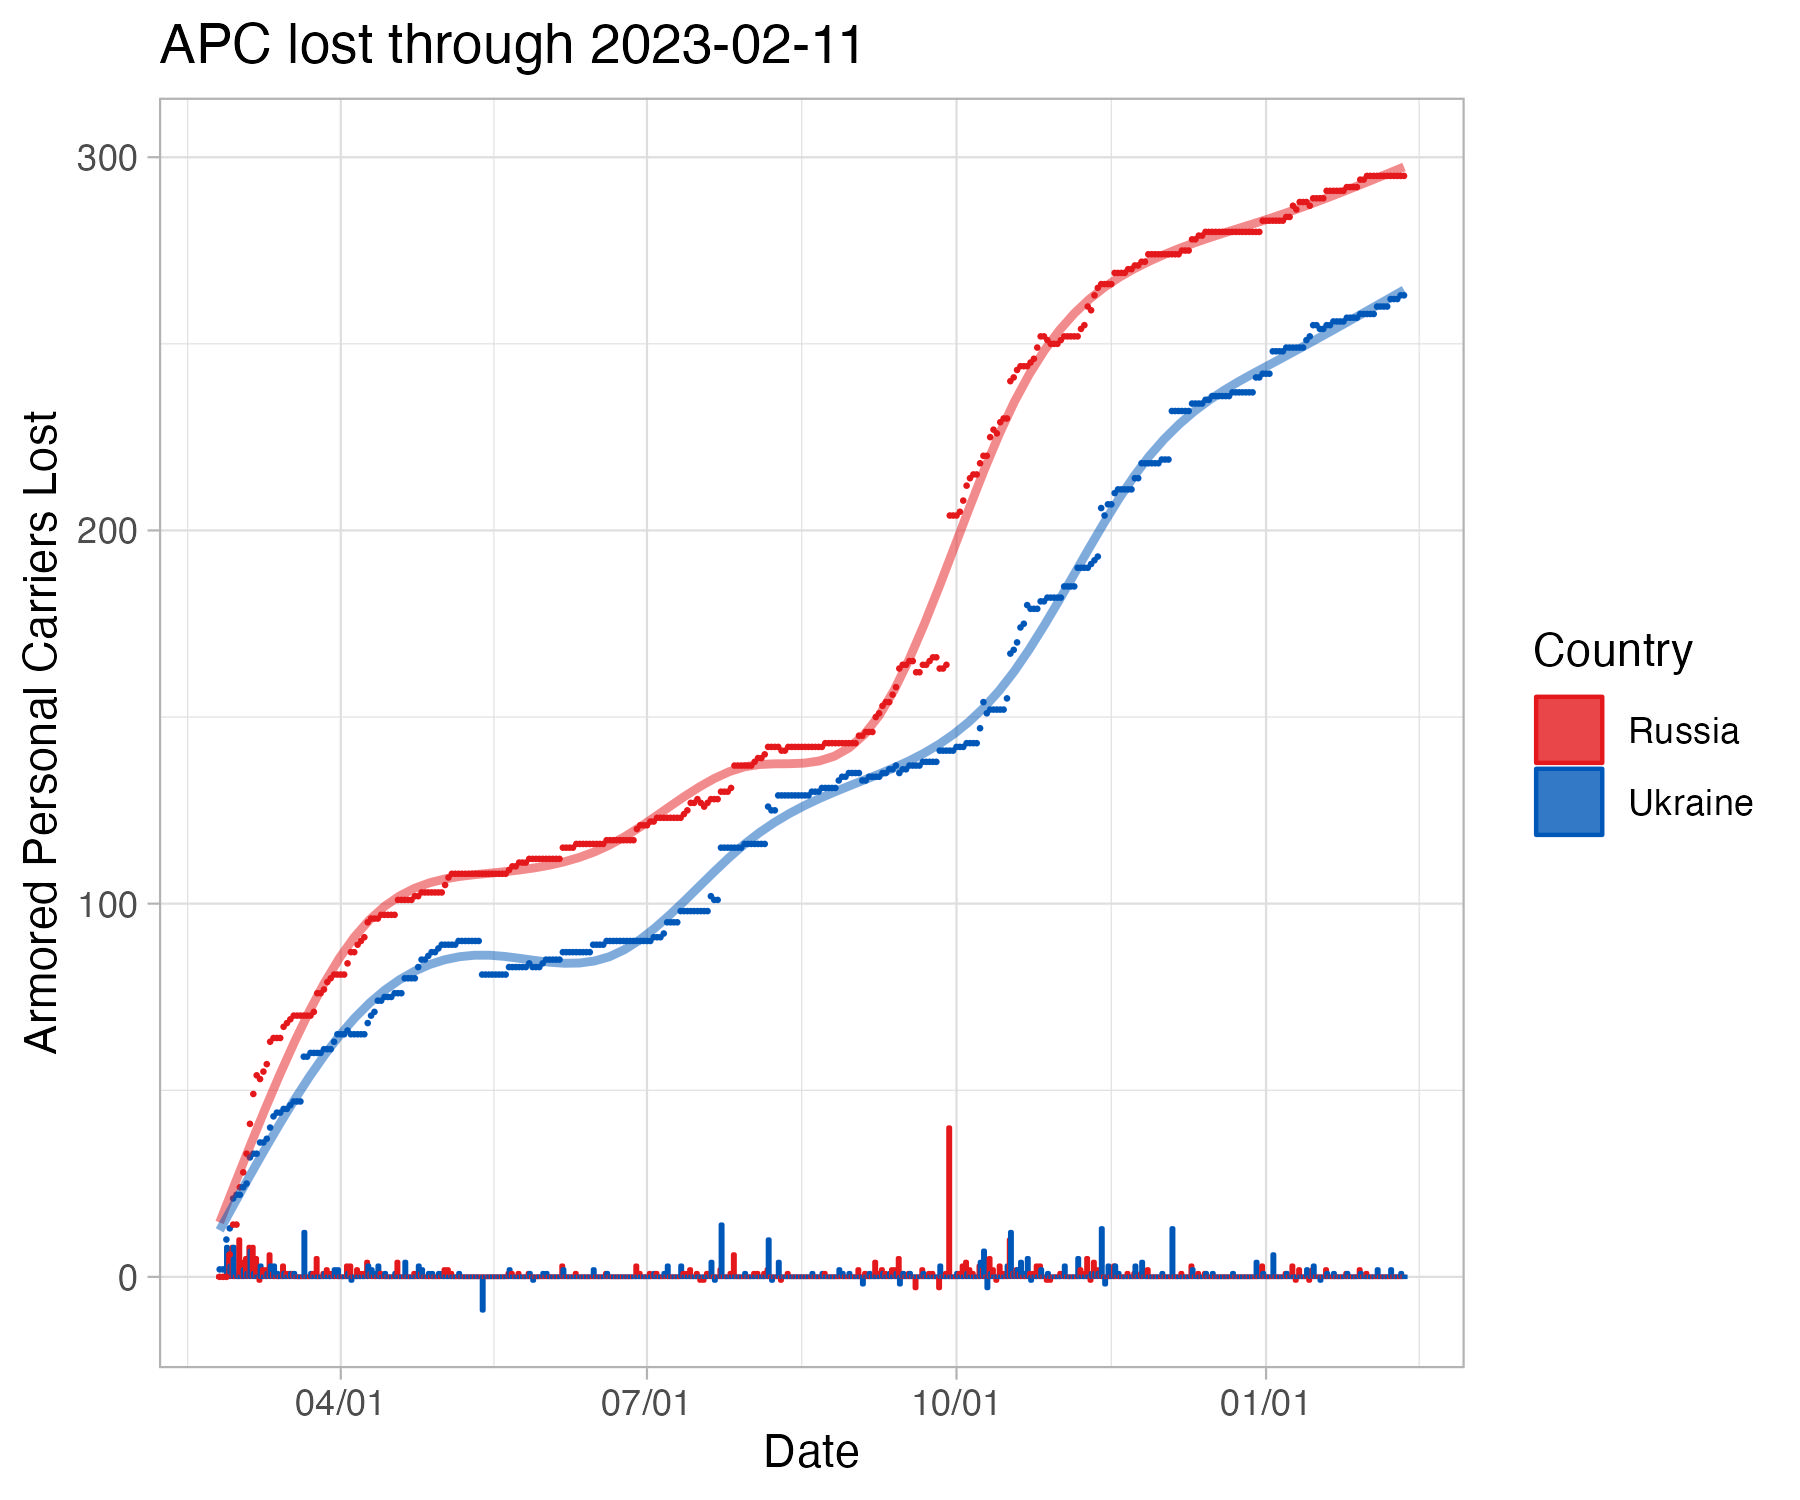 APC lost through 2023-02-11
Armored Personal Carriers Lost
300
200
100
0
04/01
07/01
10/01
01/01
Date
Country
Russia
Ukraine